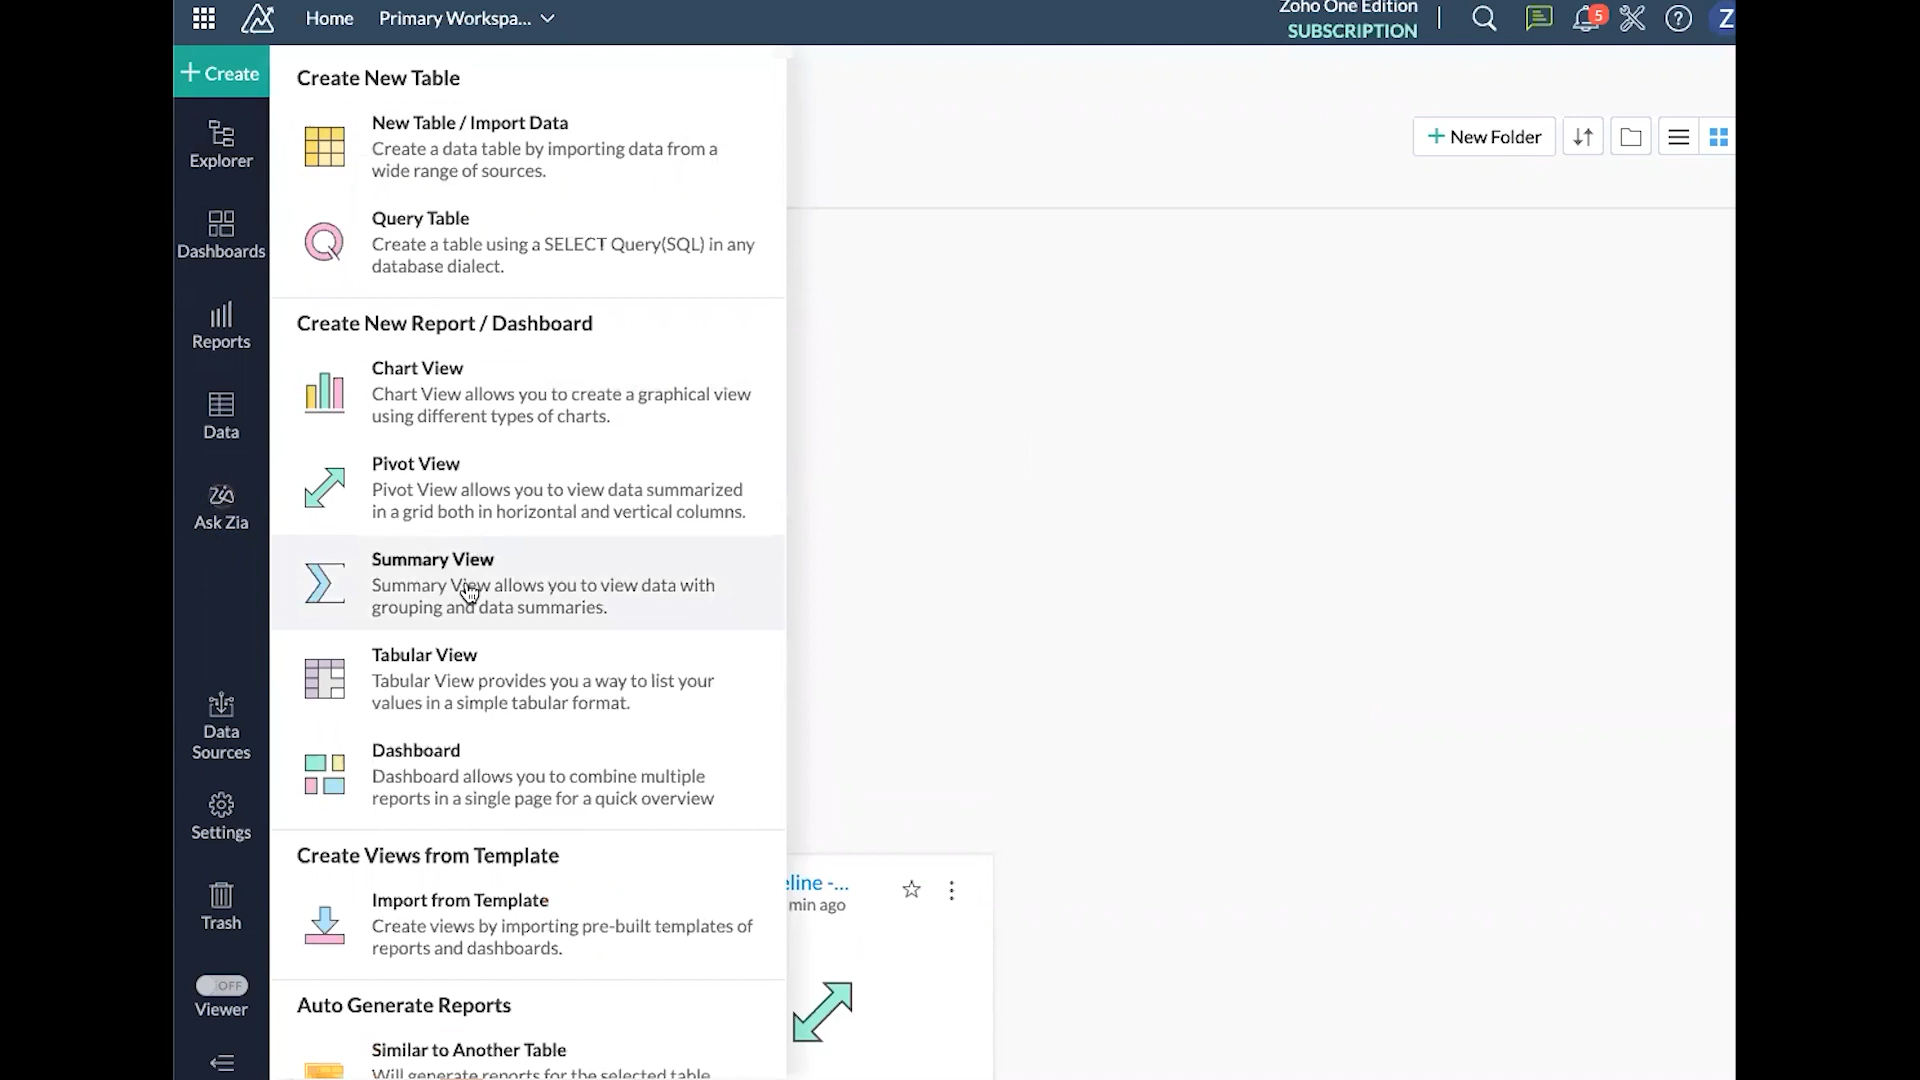 Home
Primary Workspa...
Zoho One Edition
SUBSCRIPTION
5
?
Z
+ Create
Explorer
Dashboards
Reports
Data
Ask Zia
Data
Sources
Settings
Trash
OFF
Viewer
Create New Table
New Table / Import Data
Create a data table by importing data from a
wide range of sources.
Query Table
Create a table using a SELECT Query(SQL) in any
database dialect.
Create New Report / Dashboard
Chart View
Chart View allows you to create a graphical view
using different types of charts.
Pivot View
Pivot View allows you to view data summarized
in a grid both in horizontal and vertical columns.
Summary View
Summary View allows you to view data with
grouping and data summaries.
Tabular View
Tabular View provides you a way to list your
values in a simple tabular format.
Dashboard
Dashboard allows you to combine multiple
reports in a single page for a quick overview
Create Views from Template
Import from Template
Create views by importing pre-built templates of
reports and dashboards.
Auto Generate Reports
Similar to Another Table
Will generate reports for the selected table
+ New Folder
eline -...
min ago